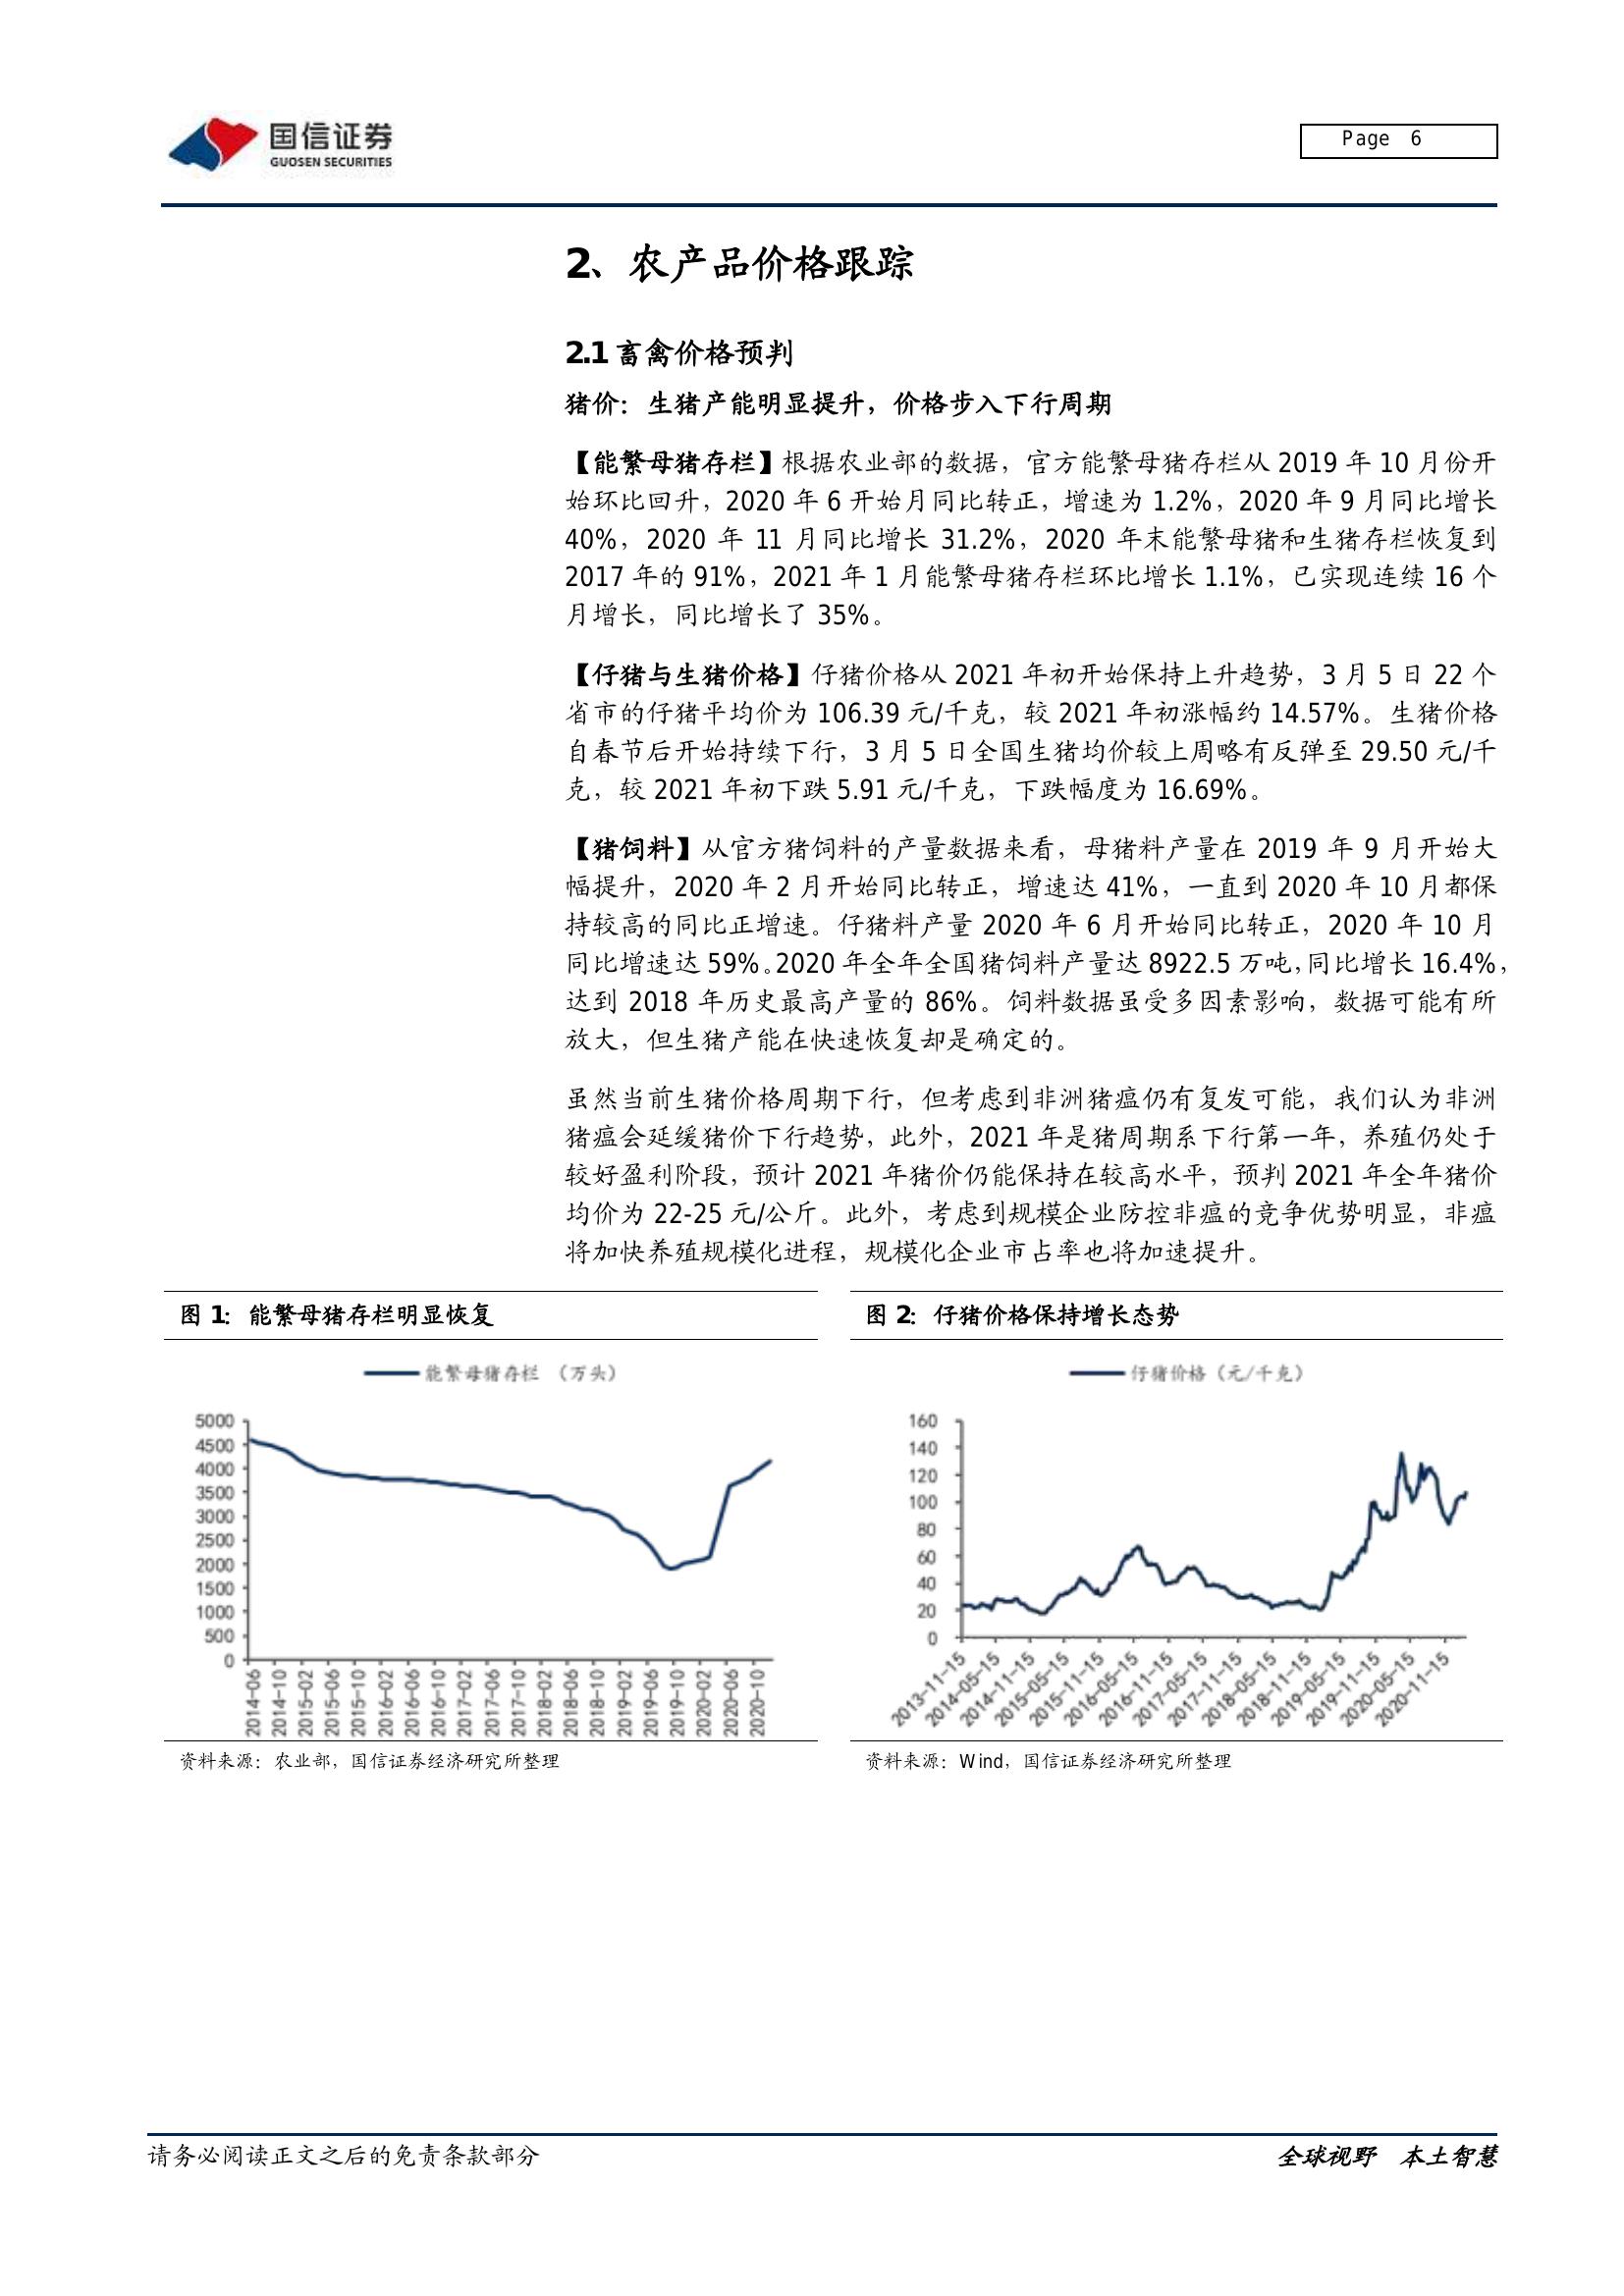 国信证券
GUOSEN SECURITIES
Page 6
2、农产品价格跟踪
2.1 畜禽价格预判
猪价：生猪产能明显提升，价格步入下行周期
【能繁母猪存栏】根据农业部的数据，官方能繁母猪存栏从 2019 年 10 月份开
始环比回升，2020 年 6 开始月同比转正，增速为 1.2%，2020 年 9 月同比增长
40%，2020 年 11 月同比增长 31.2%，2020 年末能繁母猪和生猪存栏恢复到
2017 年的 91%，2021 年 1 月能繁母猪存栏环比增长 1.1%，已实现连续 16 个
月增长，同比增长了 35%。
【仔猪与生猪价格】仔猪价格从 2021 年初开始保持上升趋势，3 月 5 日 22 个
省市的仔猪平均价为 106.39 元/千克，较 2021 年初涨幅约 14.57%。生猪价格
自春节后开始持续下行，3 月 5 日全国生猪均价较上周略有反弹至 29.50 元/千
克，较 2021 年初下跌 5.91 元/千克，下跌幅度为 16.69%。
【猪饲料】从官方猪饲料的产量数据来看，母猪料产量在 2019 年 9 月开始大
幅提升，2020 年 2 月开始同比转正，增速达 41%，一直到 2020 年 10 月都保
持较高的同比正增速。仔猪料产量 2020 年 6 月开始同比转正，2020 年 10 月
同比增速达 59%。2020 年全年全国猪饲料产量达 8922.5 万吨，同比增长 16.4%，
达到 2018 年历史最高产量的 86%。饲料数据虽受多因素影响，数据可能有所
放大，但生猪产能在快速恢复却是确定的。
虽然当前生猪价格周期下行，但考虑到非洲猪瘟仍有复发可能，我们认为非洲
猪瘟会延缓猪价下行趋势，此外，2021 年是猪周期系下行第一年，养殖仍处于
较好盈利阶段，预计 2021 年猪价仍能保持在较高水平，预判 2021 年全年猪价
均价为 22-25 元/公斤。此外，考虑到规模企业防控非瘟的竞争优势明显，非瘟
将加快养殖规模化进程，规模化企业市占率也将加速提升。
图 1：能繁母猪存栏明显恢复
能繁母猪存栏 （万头）
5000
4500
4000
3500
3000
2500
2000
1500
1000
500
0
2014-06
2014-10
2015-02
2015-06
2015-10
2016-02
2016-06
2016-10
2017-02
2017-06
2017-10
2018-02
2018-06
2018-10
2019-02
2019-06
2019-10
2020-02
2020-06
2020-10
资料来源：农业部，国信证券经济研究所整理
图 2：仔猪价格保持增长态势
仔猪价格（元/千克）
160
140
120
100
80
60
40
20
0
2013-11-15
2014-05-15
2014-11-15
2015-05-15
2015-11-15
2016-05-15
2016-11-15
2017-05-15
2017-11-15
2018-05-15
2018-11-15
2019-05-15
2019-11-15
2020-05-15
2020-11-15
资料来源：Wind，国信证券经济研究所整理
请务必阅读正文之后的免责条款部分
全球视野 本土智慧